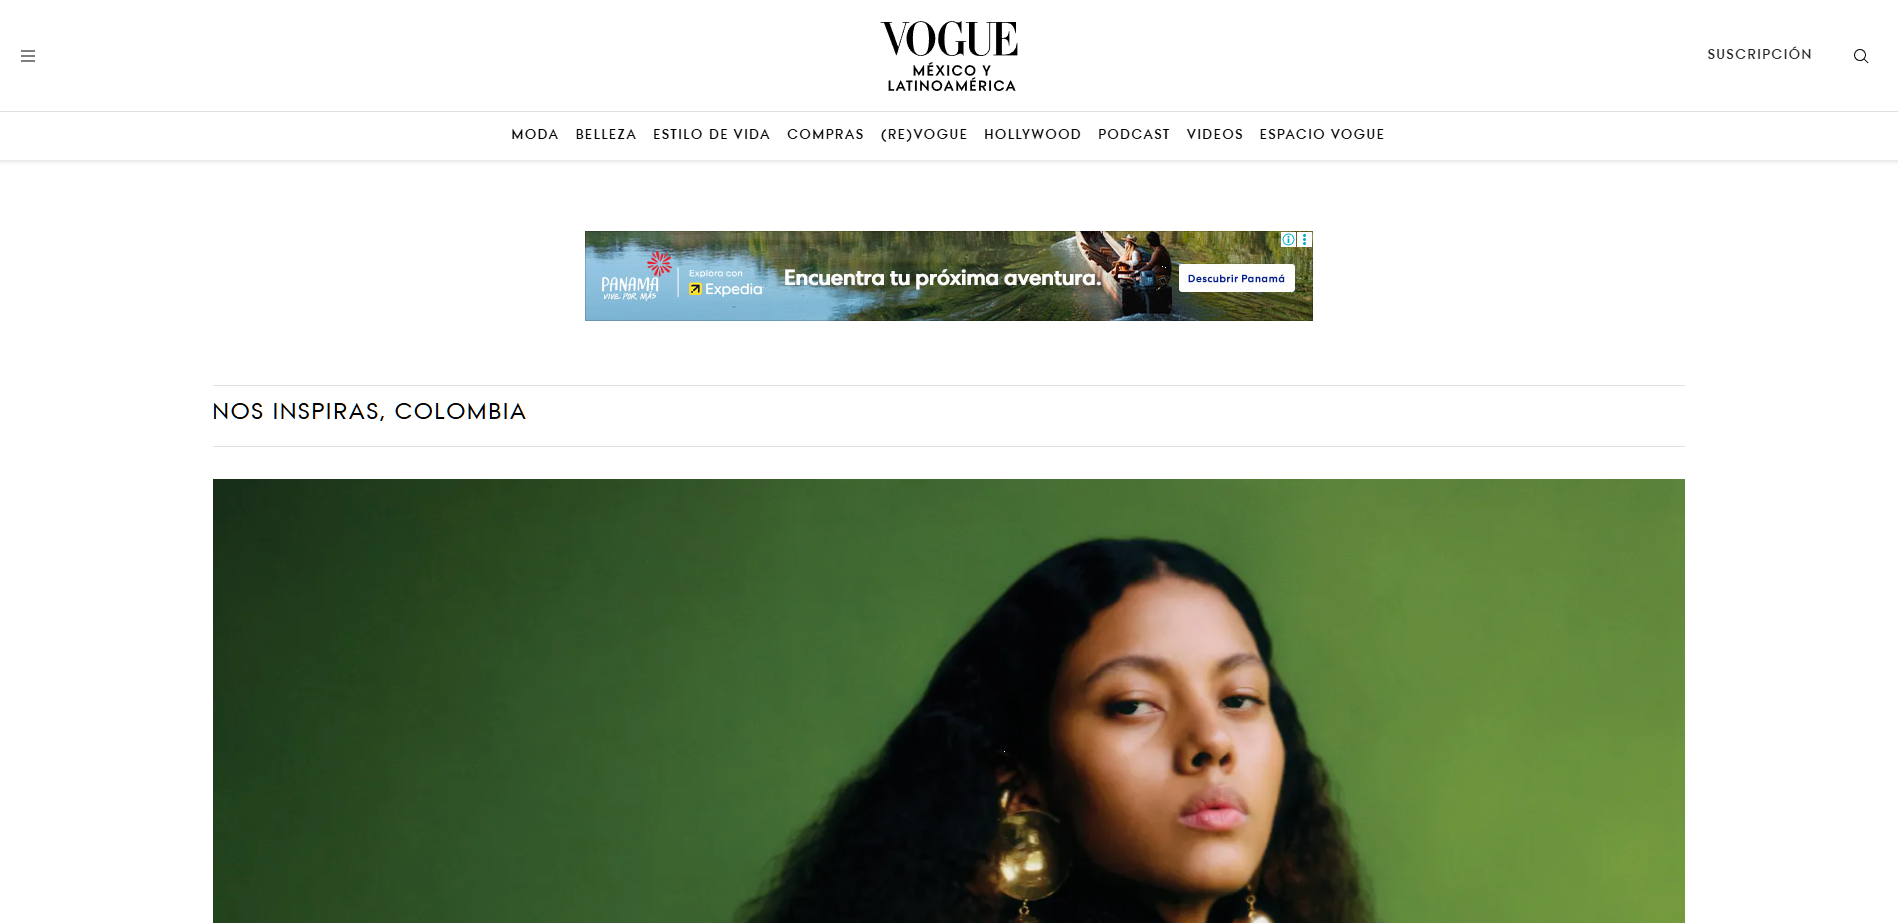 VOGUE
MÉXICO Y
LATINOAMÉRICA
SUSCRIPCIÓN
MODA BELLEZA ESTILO DE VIDA COMPRAS (RE)VOGUE HOLLYWOOD PODCAST VIDEOS ESPACIO VOGUE
PANAMÁ
VIVE POR MÁS
Explora con
Expedia
Encuentra tu próxima aventura.
Descubrir Panamá
NOS INSPIRAS, COLOMBIA